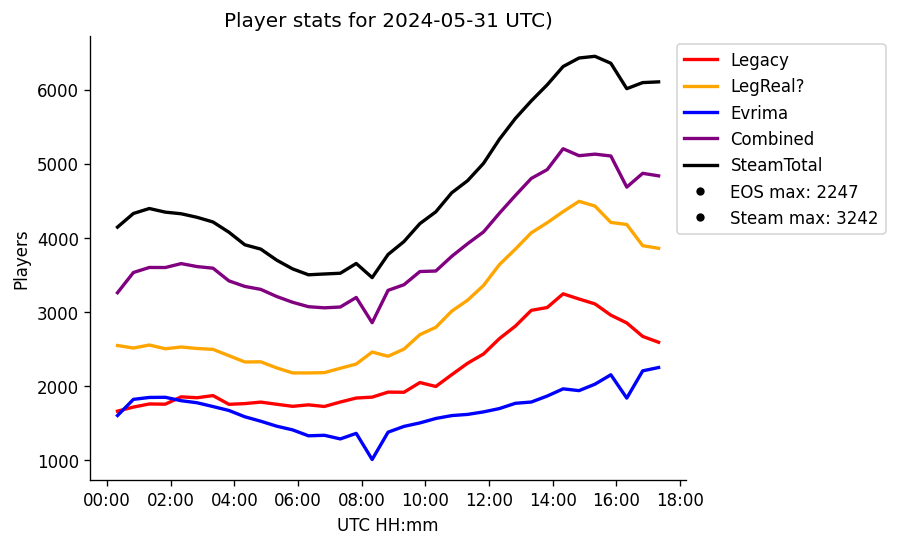 Player stats for 2024-05-31 UTC)
Legacy
LegReal?
Evrima
Combined
SteamTotal
EOS max: 2247
Steam max: 3242
Players
6000
5000
4000
3000
2000
1000
00:00 02:00 04:00 06:00 08:00 10:00 12:00 14:00 16:00 18:00
UTC HH:mm